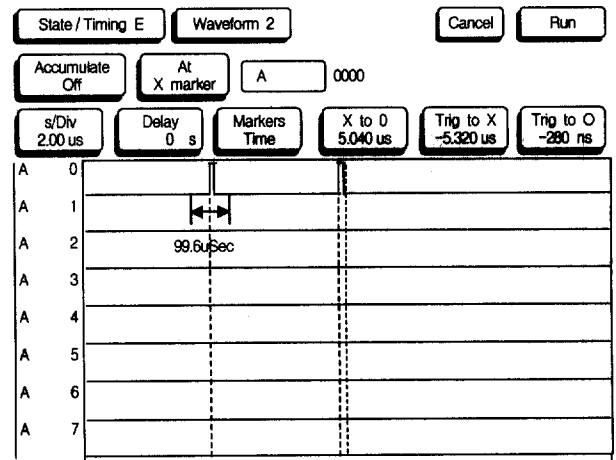 State / Timing E
Waveform 2
Cancel
Run
Accumulate
Off
At
X marker
A
0000
s/Div
2.00 us
Delay
0 s
Markers
Time
X to 0
5.040 us
Trig to X
-5.320 us
Trig to O
-280 ns
A 0
A 1
99.6uSec
A 2
A 3
A 4
A 5
A 6
A 7